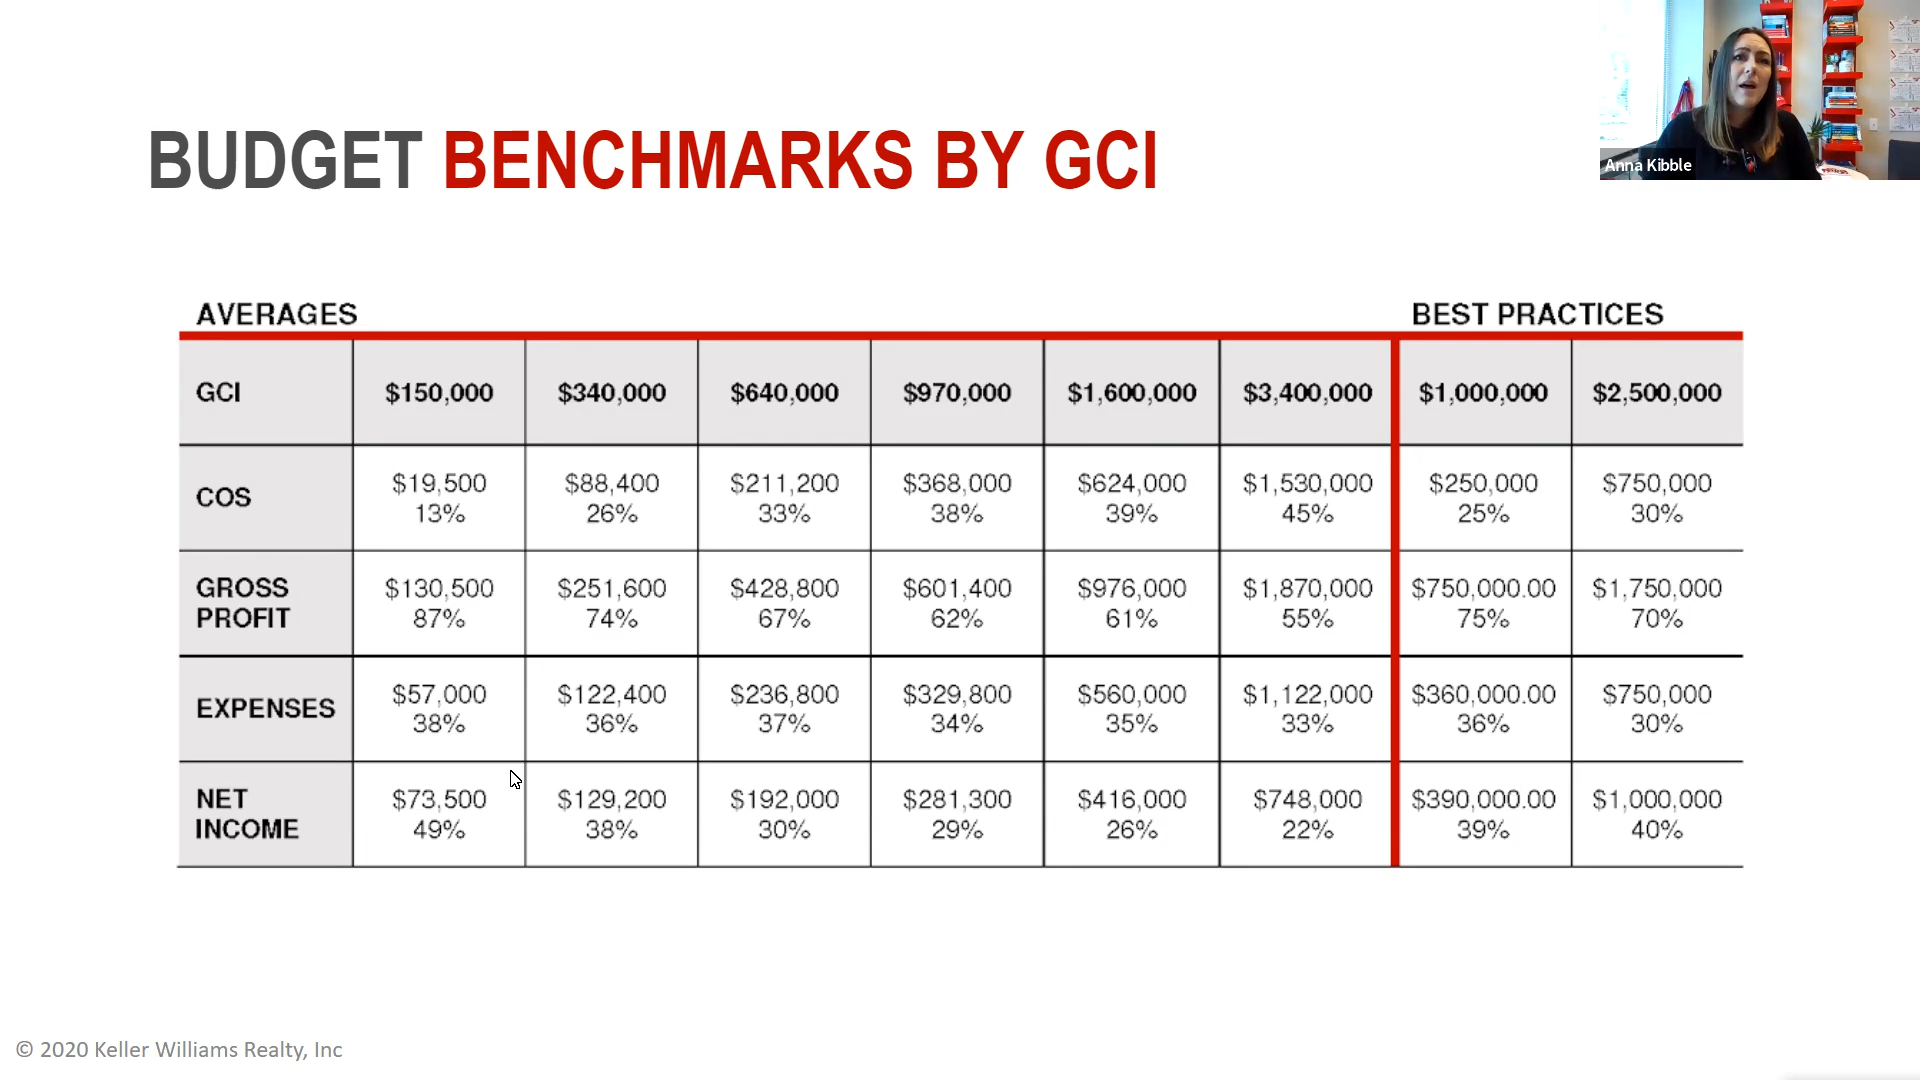 Anna Kibble
BUDGET BENCHMARKS BY GCI
AVERAGES BEST PRACTICES
GCI $150,000 $340,000 $640,000 $970,000 $1,600,000 $3,400,000 $1,000,000 $2,500,000
COS $19,500 $88,400 $211,200 $368,000 $624,000 $1,530,000 $250,000 $750,000
13% 26% 33% 38% 39% 45% 25% 30%
GROSS PROFIT $130,500 $251,600 $428,800 $601,400 $976,000 $1,870,000 $750,000.00 $1,750,000
87% 74% 67% 62% 61% 55% 75% 70%
EXPENSES $57,000 $122,400 $236,800 $329,800 $560,000 $1,122,000 $360,000.00 $750,000
38% 36% 37% 34% 35% 33% 36% 30%
NET INCOME $73,500 $129,200 $192,000 $281,300 $416,000 $748,000 $390,000.00 $1,000,000
49% 38% 30% 29% 26% 22% 39% 40%
© 2020 Keller Williams Realty, Inc